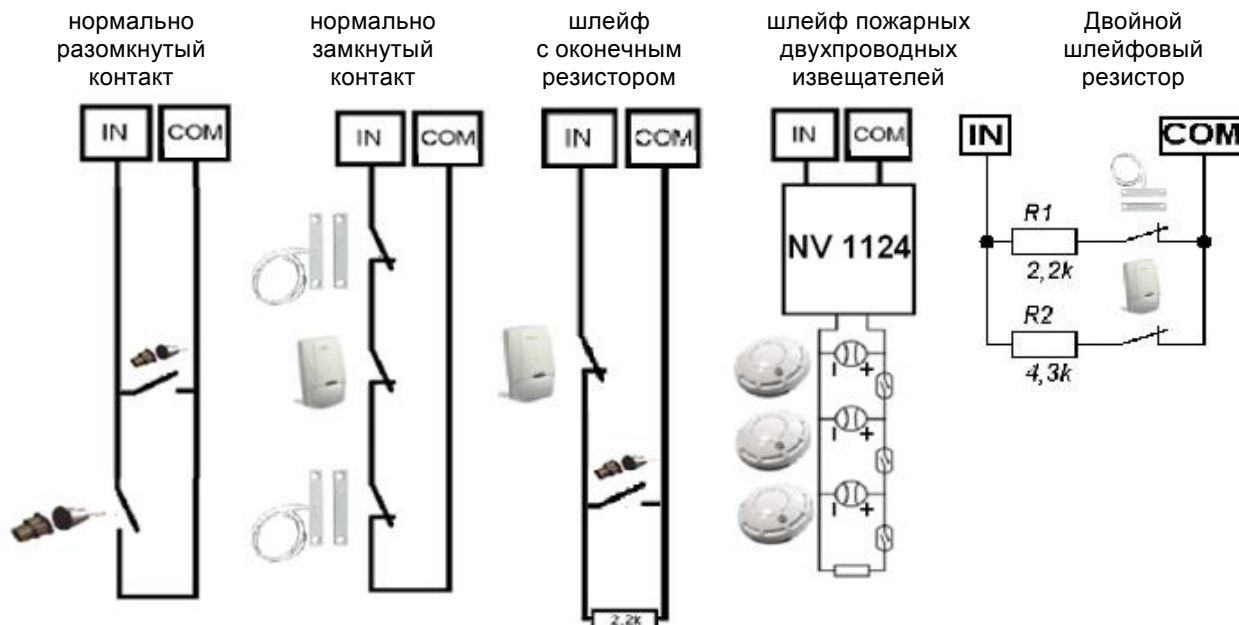 нормально
разомкнутый
контакт
нормально
замкнутый
контакт
шлейф
с оконечным
резистором
шлейф пожарных
двухпроводных
извещателей
Двойной
шлейфовый
резистор
IN COM
IN COM
IN COM
IN COM
IN COM
NV 1124
R1
2,2k
R2
4,3k
- +
- +
- +
2,2k